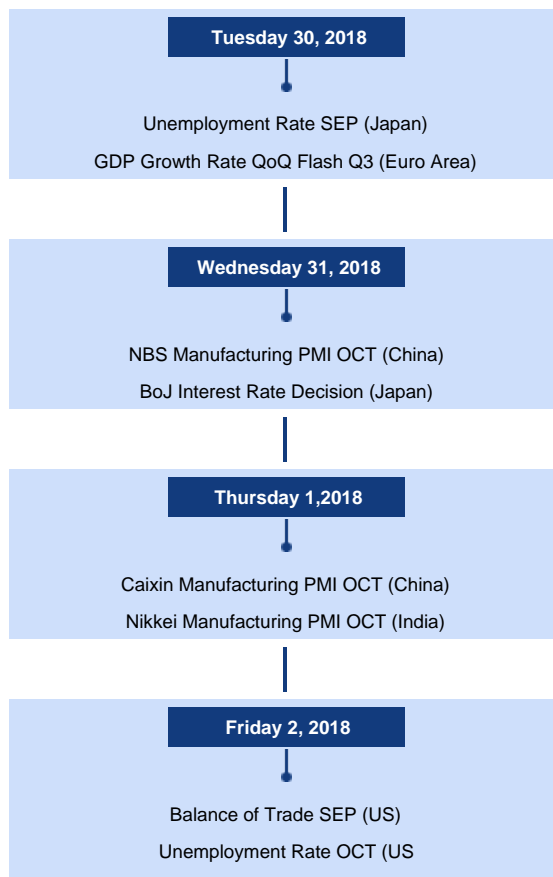 Tuesday 30, 2018
Unemployment Rate SEP (Japan)
GDP Growth Rate QoQ Flash Q3 (Euro Area)
Wednesday 31, 2018
NBS Manufacturing PMI OCT (China)
BoJ Interest Rate Decision (Japan)
Thursday 1,2018
Caixin Manufacturing PMI OCT (China)
Nikkei Manufacturing PMI OCT (India)
Friday 2, 2018
Balance of Trade SEP (US)
Unemployment Rate OCT (US